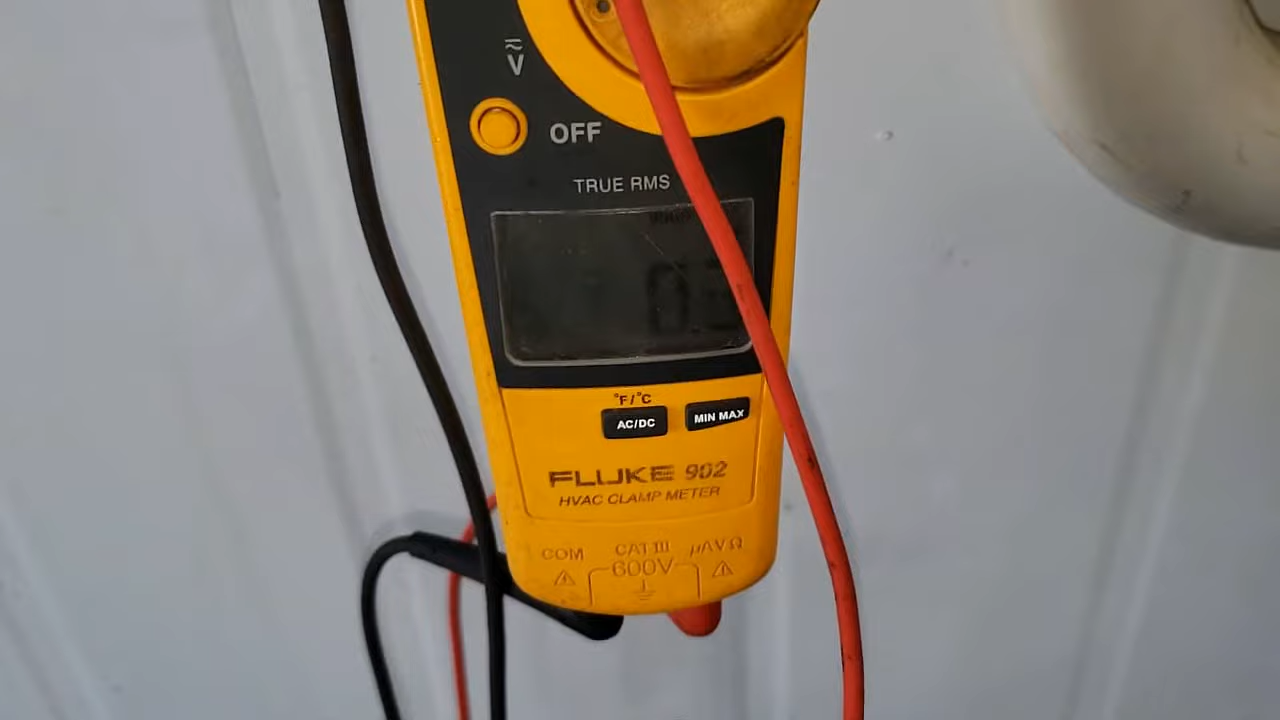 V
OFF
TRUE RMS
°F/°C
AC/DC
MIN MAX
FLUKE 902
HVAC CLAMP METER
COM
CAT III
µAVΩ
600V